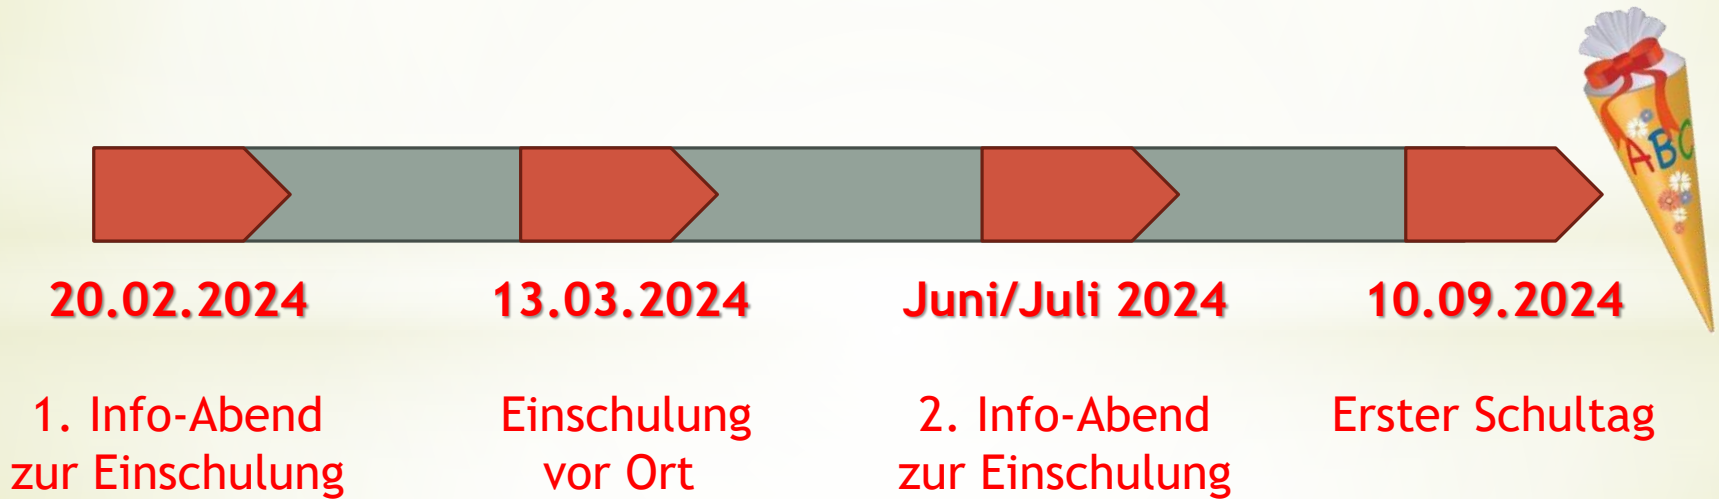 ABC
20.02.2024
13.03.2024
Juni/Juli 2024
10.09.2024
1. Info-Abend
zur Einschulung
Einschulung
vor Ort
2. Info-Abend
zur Einschulung
Erster Schultag